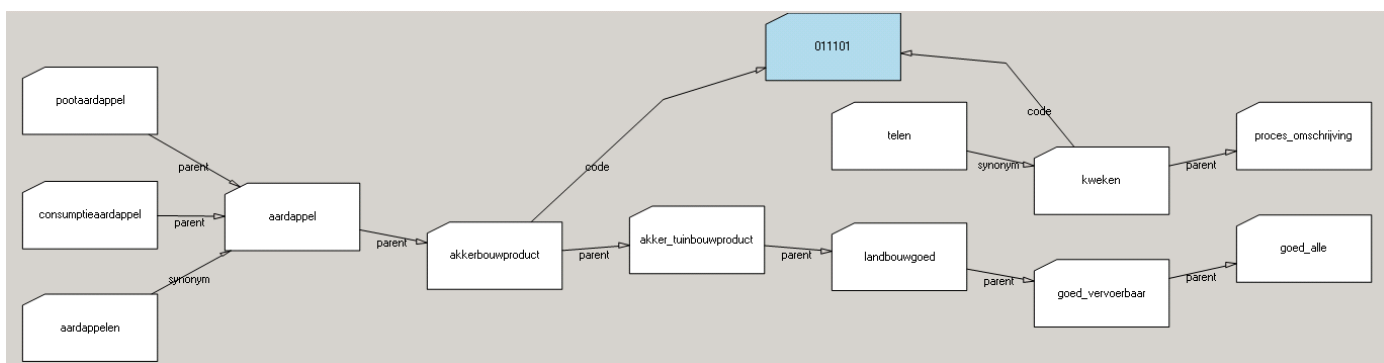 011101
pootaardappel
telen
proces_omschrijving
code
code
parent
synonym
parent
kweken
consumptieaardappel
parent
aardappel
parent
akkerbouwproduct
parent
akker_tuinbouwproduct
parent
landbouwgoed
goed_alle
synonym
parent
goed_vervoerbaar
parent
aardappelen